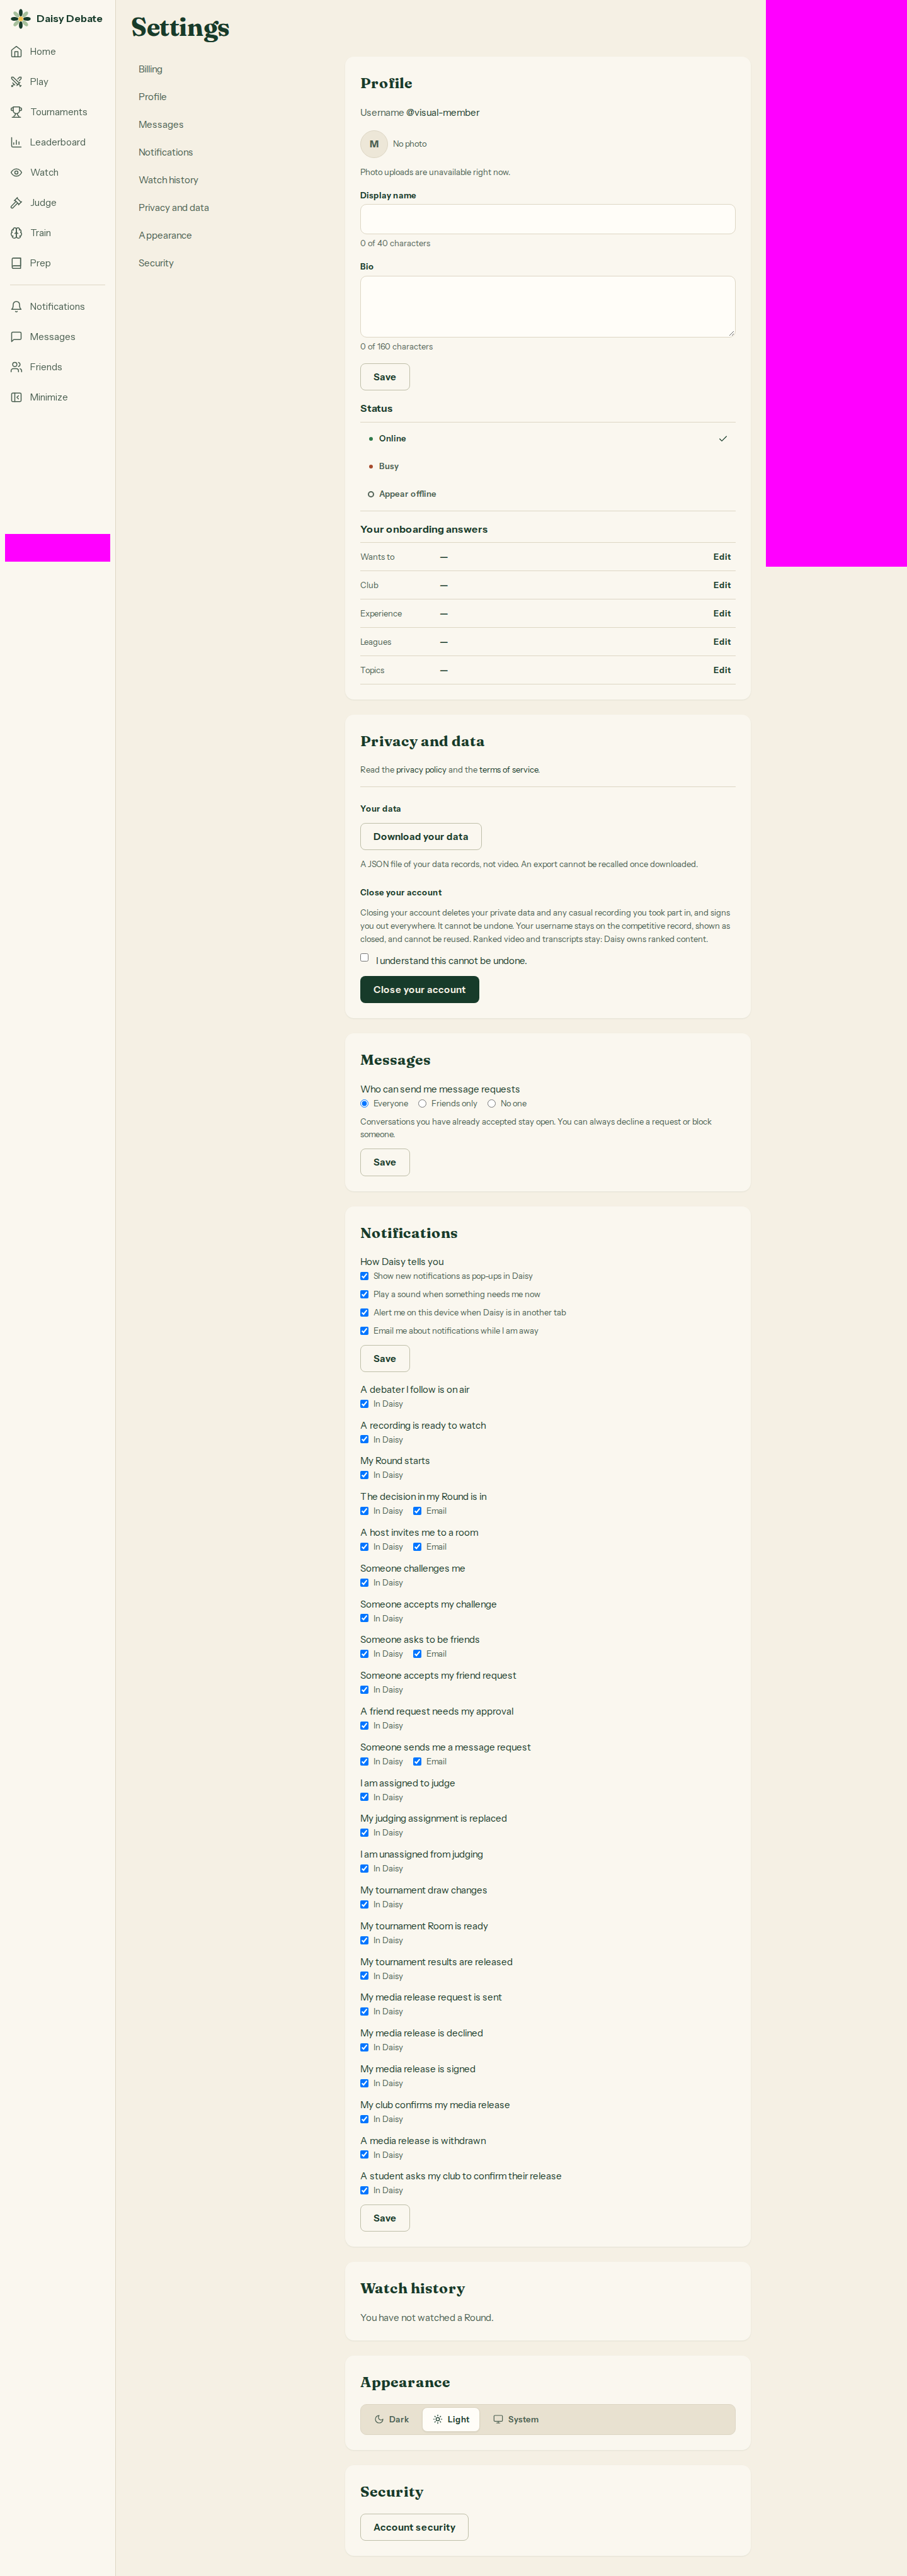 Daisy Debate
Home
Play
Tournaments
Leaderboard
Watch
Judge
Train
Prep
Notifications
Messages
Friends
Minimize
Settings
Billing
Profile
Messages
Notifications
Watch history
Privacy and data
Appearance
Security
Profile
Username @visual-member
M No photo
Photo uploads are unavailable right now.
Display name
0 of 40 characters
Bio
0 of 160 characters
Save
Status
Online
Busy
Appear offline
Your onboarding answers
Wants to — Edit
Club — Edit
Experience — Edit
Leagues — Edit
Topics — Edit
Privacy and data
Read the privacy policy and the terms of service.
Your data
Download your data
A JSON file of your data records, not video. An export cannot be recalled once downloaded.
Close your account
Closing your account deletes your private data and any casual recording you took part in, and signs
you out everywhere. It cannot be undone. Your username stays on the competitive record, shown as
closed, and cannot be reused. Ranked video and transcripts stay: Daisy owns ranked content.
I understand this cannot be undone.
Close your account
Messages
Who can send me message requests
Everyone Friends only No one
Conversations you have already accepted stay open. You can always decline a request or block
someone.
Save
Notifications
How Daisy tells you
Show new notifications as pop-ups in Daisy
Play a sound when something needs me now
Alert me on this device when Daisy is in another tab
Email me about notifications while I am away
Save
A debater I follow is on air
In Daisy
A recording is ready to watch
In Daisy
My Round starts
In Daisy
The decision in my Round is in
In Daisy Email
A host invites me to a room
In Daisy Email
Someone challenges me
In Daisy
Someone accepts my challenge
In Daisy
Someone asks to be friends
In Daisy Email
Someone accepts my friend request
In Daisy
A friend request needs my approval
In Daisy
Someone sends me a message request
In Daisy Email
I am assigned to judge
In Daisy
My judging assignment is replaced
In Daisy
I am unassigned from judging
In Daisy
My tournament draw changes
In Daisy
My tournament Room is ready
In Daisy
My tournament results are released
In Daisy
My media release request is sent
In Daisy
My media release is declined
In Daisy
My media release is signed
In Daisy
My club confirms my media release
In Daisy
A media release is withdrawn
In Daisy
A student asks my club to confirm their release
In Daisy
Save
Watch history
You have not watched a Round.
Appearance
Dark Light System
Security
Account security